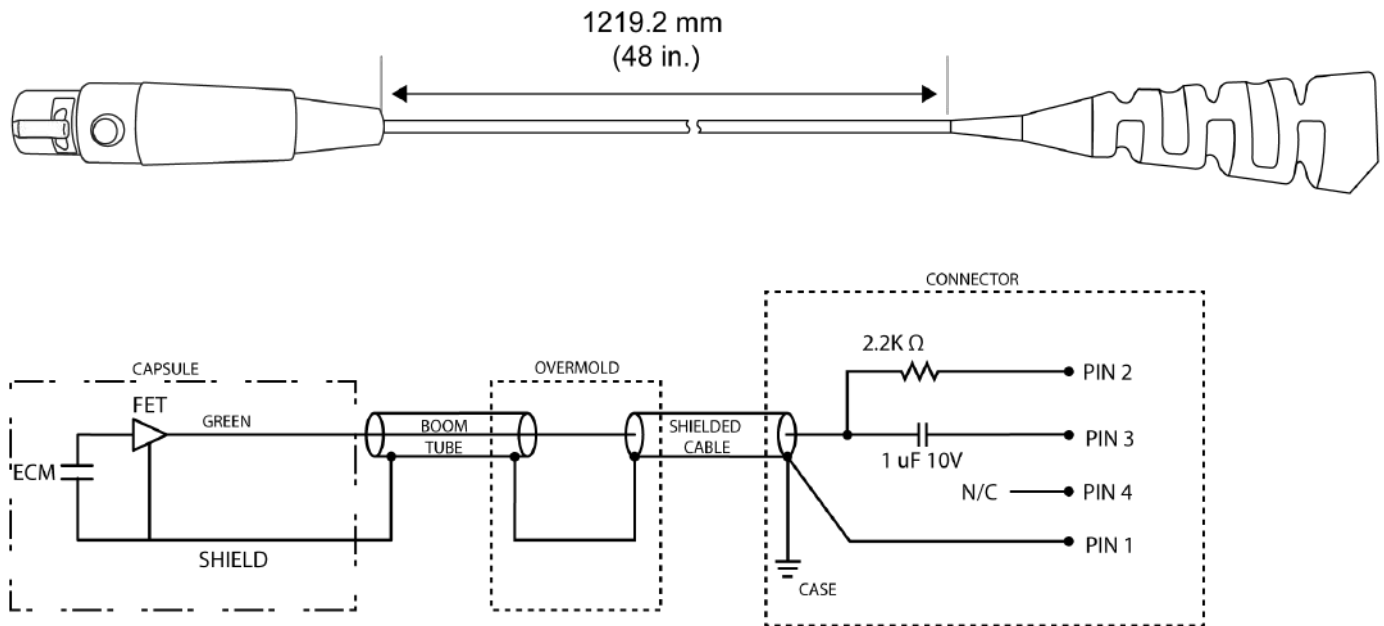 1219.2 mm
(48 in.)
CONNECTOR
CAPSULE
OVERMOLD
2.2K Ω
PIN 2
FET
GREEN
BOOM
TUBE
SHIELDED
CABLE
PIN 3
1 uF 10V
ECM
N/C
PIN 4
PIN 1
SHIELD
CASE